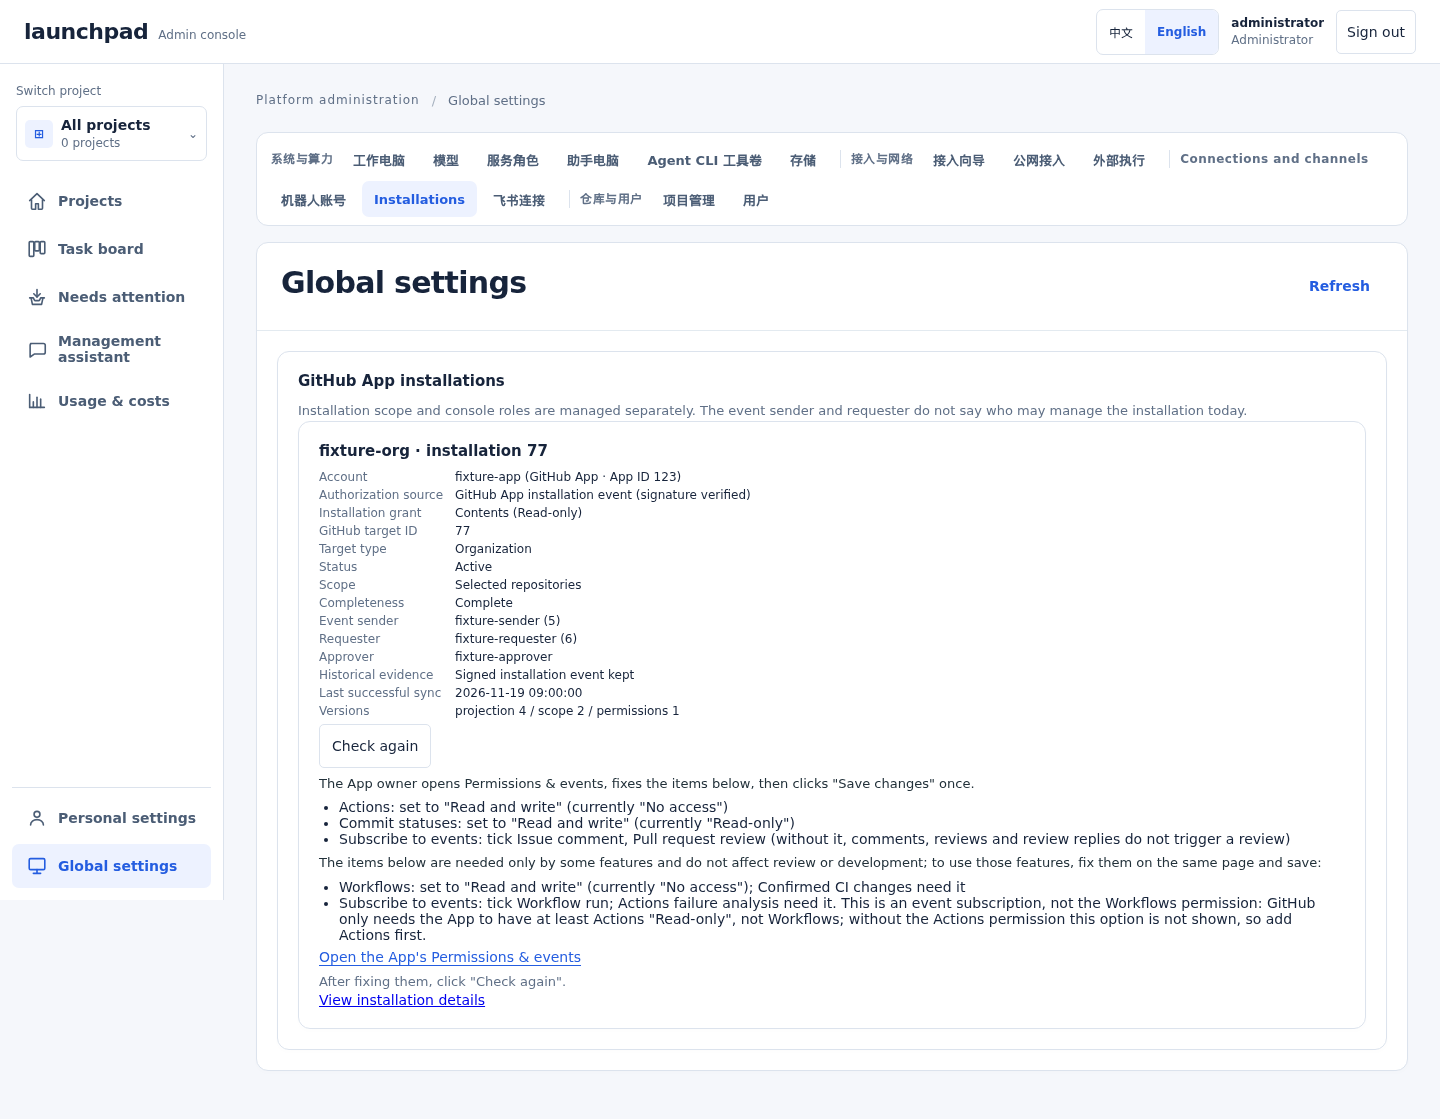 launchpad Admin console
中文 English administrator Administrator Sign out
Switch project
All projects
0 projects
Projects
Task board
Needs attention
Management
assistant
Usage & costs
Personal settings
Global settings
Platform administration / Global settings
系统与算力 工作电脑 模型 服务角色 助手电脑 Agent CLI 工具卷 存储 接入与网络 接入向导 公网接入 外部执行 Connections and channels
机器人账号 Installations 飞书连接 仓库与用户 项目管理 用户
Global settings
Refresh
GitHub App installations
Installation scope and console roles are managed separately. The event sender and requester do not say who may manage the installation today.
fixture-org · installation 77
Account fixture-app (GitHub App · App ID 123)
Authorization source GitHub App installation event (signature verified)
Installation grant Contents (Read-only)
GitHub target ID 77
Target type Organization
Status Active
Scope Selected repositories
Completeness Complete
Event sender fixture-sender (5)
Requester fixture-requester (6)
Approver fixture-approver
Historical evidence Signed installation event kept
Last successful sync 2026-11-19 09:00:00
Versions projection 4 / scope 2 / permissions 1
Check again
The App owner opens Permissions & events, fixes the items below, then clicks "Save changes" once.
• Actions: set to "Read and write" (currently "No access")
• Commit statuses: set to "Read and write" (currently "Read-only")
• Subscribe to events: tick Issue comment, Pull request review (without it, comments, reviews and review replies do not trigger a review)
The items below are needed only by some features and do not affect review or development; to use those features, fix them on the same page and save:
• Workflows: set to "Read and write" (currently "No access"); Confirmed CI changes need it
• Subscribe to events: tick Workflow run; Actions failure analysis need it. This is an event subscription, not the Workflows permission: GitHub
only needs the App to have at least Actions "Read-only", not Workflows; without the Actions permission this option is not shown, so add
Actions first.
Open the App's Permissions & events
After fixing them, click "Check again".
View installation details